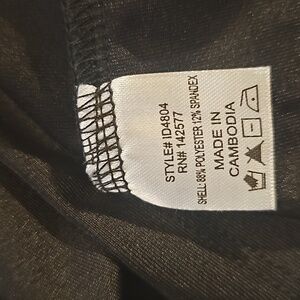 STYLE# ID4804
RN# 142577
SHELL: 88% POLYESTER 12% SPANDEX
MADE IN
CAMBODIA